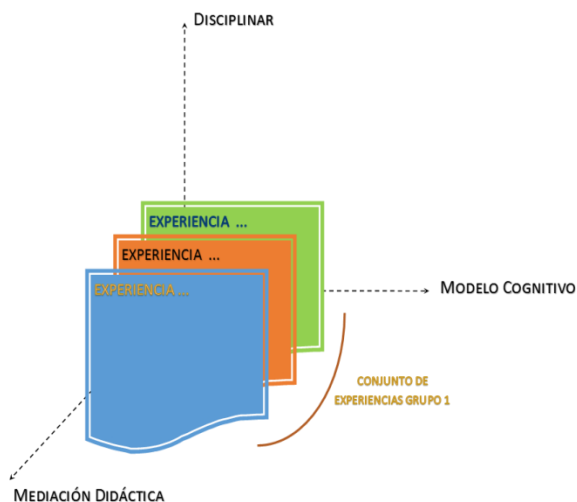 DISCIPLINAR
EXPERIENCIA ...
EXPERIENCIA ...
EXPERIENCIA ...
MODELO COGNITIVO
CONJUNTO DE
EXPERIENCIAS GRUPO 1
MEDIACIÓN DIDÁCTICA